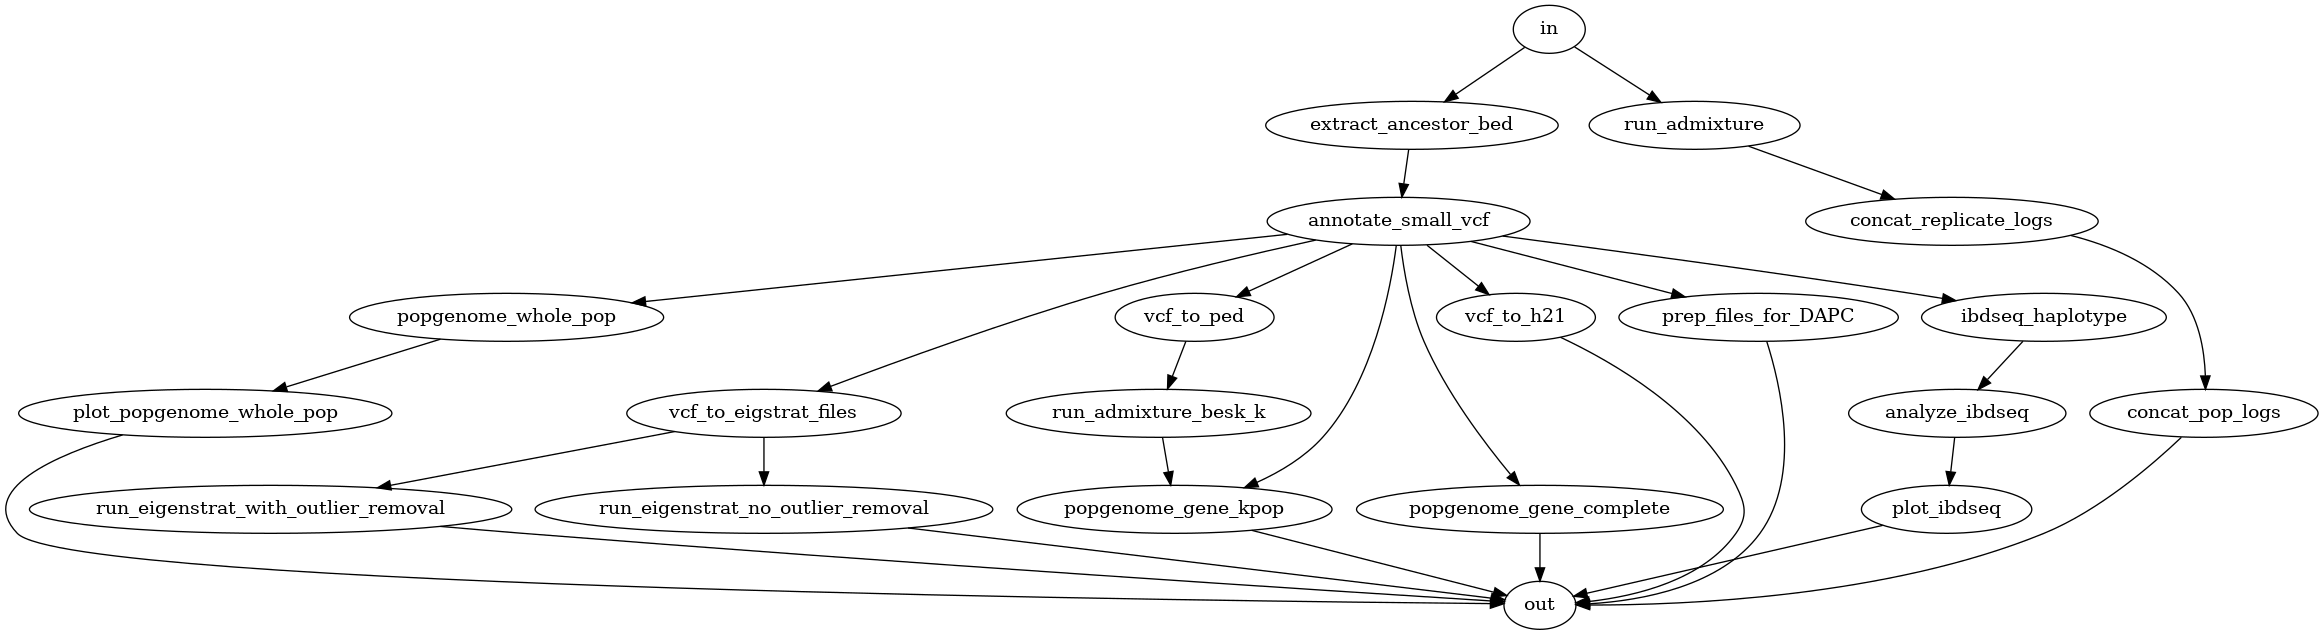 in
extract_ancestor_bed
run_admixture
annotate_small_vcf
concat_replicate_logs
popgenome_whole_pop
vcf_to_ped
vcf_to_h21
prep_files_for_DAPC
ibdseq_haplotype
plot_popgenome_whole_pop
vcf_to_eigstrat_files
run_admixture_besk_k
analyze_ibdseq
concat_pop_logs
run_eigenstrat_with_outlier_removal
run_eigenstrat_no_outlier_removal
popgenome_gene_kpop
popgenome_gene_complete
plot_ibdseq
out